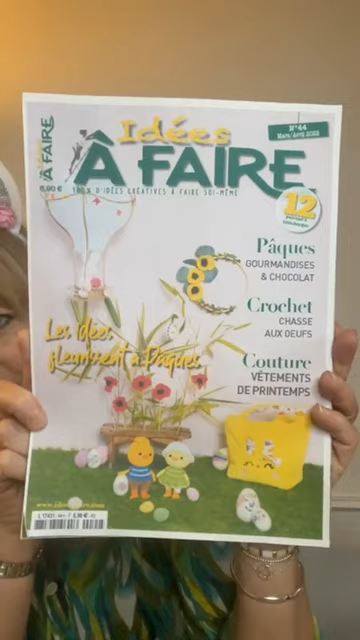 Idées
À FAIRE
N°44
Mars/Avril 2022
Idées
À FAIRE
6,90 €
100% D'IDÉES CRÉATIVES À FAIRE SOI-MÊME
12
Pâques
GOURMANDISES
& CHOCOLAT
Crochet
CHASSE
AUX OEUFS
Couture
VÊTEMENTS
DE PRINTEMPS
Les idées
fleurissent à Pâques